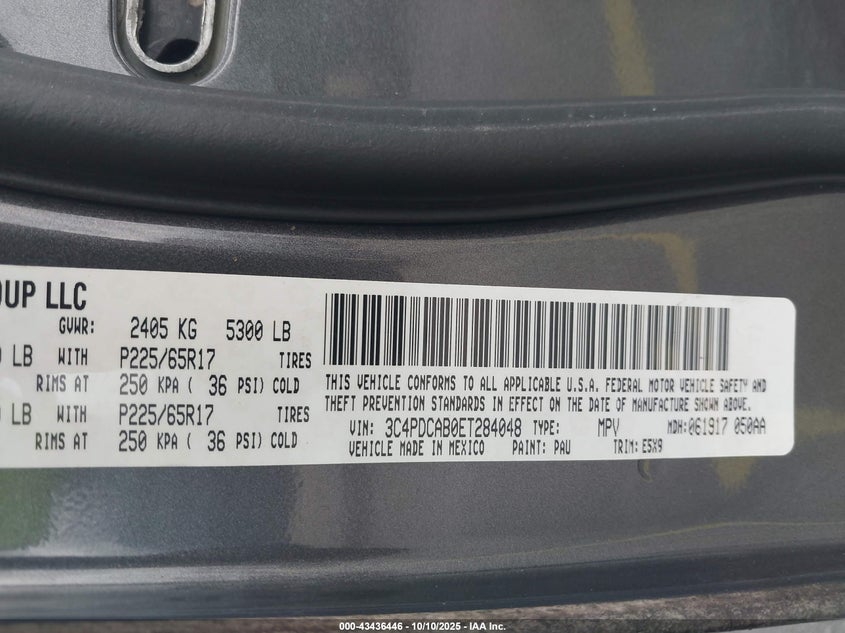 OUP LLC
GVWR: 2405 KG 5300 LB
LB WITH P225/65R17 TIRES
RIMS AT 250 KPA ( 36 PSI) COLD
LB WITH P225/65R17 TIRES
RIMS AT 250 KPA ( 36 PSI) COLD
THIS VEHICLE CONFORMS TO ALL APPLICABLE U.S.A. FEDERAL MOTOR VEHICLE SAFETY AND
THEFT PREVENTION STANDARDS IN EFFECT ON THE DATE OF MANUFACTURE SHOWN ABOVE.
VIN: 3C4PDCAB0ET284048 TYPE: MPV MDH: 061917 050AA
VEHICLE MADE IN MEXICO PAINT: PAU TRIM: E5X9
000-43436446 - 10/10/2025 - IAA Inc.